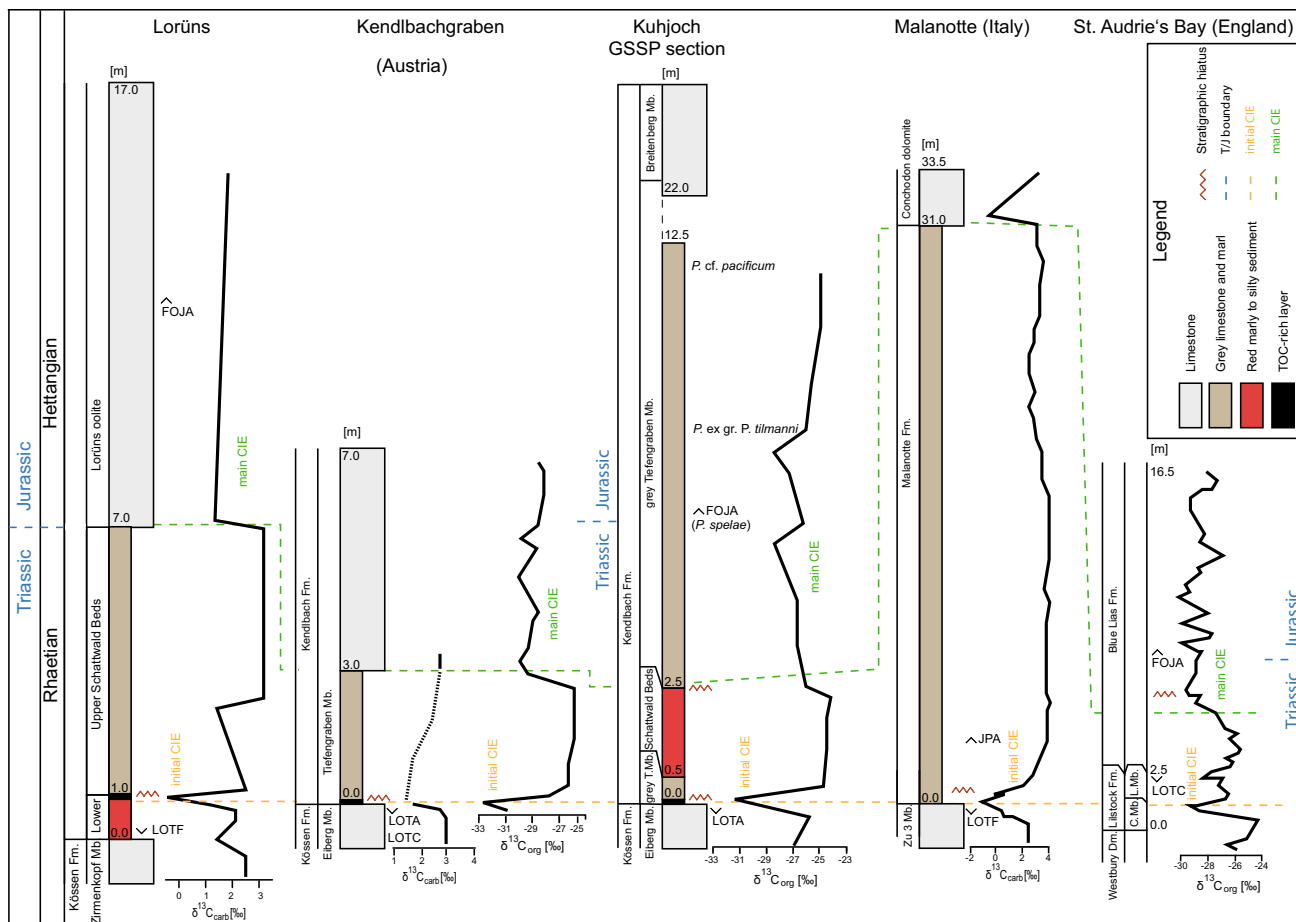 Lorüns
Kendlbachgraben
(Austria)
Kuhjoch
GSSP section
Malanotte (Italy)
St. Audrie's Bay (England)
Triassic
Jurassic
Rhaetian
Hettangian
[m]
17.0
7.0
1.0
0.0
Kössen Fm.
Zirmenkopf Mb.
Lower
Upper Schattwald Beds
Lorüns oolite
FOJA
LOTF
main CIE
initial CIE
0 1 2 3
δ13Ccarb[‰]
[m]
7.0
3.0
0.0
Kössen Fm.
Eiberg Mb.
Kendlbach Fm.
Tiefengraben Mb.
LOTA
LOTC
main CIE
initial CIE
1 2 3 4
δ13Ccarb[‰]
-33 -29 -25
δ13Corg [‰]
Triassic
Jurassic
[m]
22.0
12.5
2.5
0.5
0.0
Kössen Fm.
Eiberg Mb.
Kendlbach Fm.
grey T.Mb.
Schattwald Beds
grey Tiefengraben Mb.
Breitenberg Mb.
P. cf. pacificum
P. ex gr. P. tilmanni
FOJA
(P. spelae)
LOTA
main CIE
initial CIE
-33 -29 -25 -23
δ13Corg [‰]
[m]
33.5
31.0
0.0
Zu 3 Mb.
Malanotte Fm.
Conchodon dolomite
JPA
LOTF
initial CIE
-2 0 2 4
δ13Ccarb [‰]
[m]
16.5
2.5
0.0
Westbury Dm.
Lilstock Fm.
C.Mb.
L.Mb.
Blue Lias Fm.
FOJA
LOTC
main CIE
initial CIE
-30 -28 -26 -24
δ13Corg [‰]
Triassic
Jurassic
Legend
Limestone
Grey limestone and marl
Red marly to silty sediment
TOC-rich layer
Stratigraphic hiatus
T/J boundary
initial CIE
main CIE